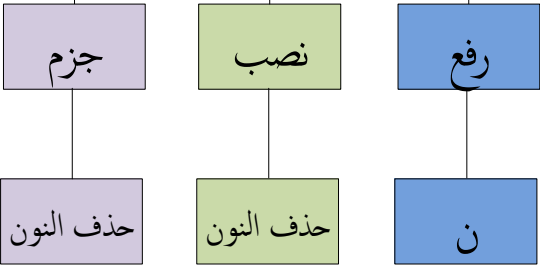 رفع
نصب
جزم
ن
حذف النون
حذف النون